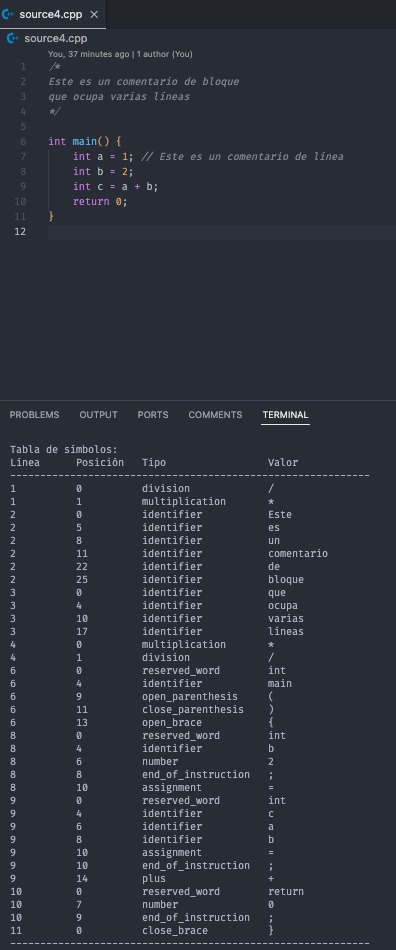 source4.cpp
source4.cpp
You, 37 minutes ago | 1 author (You)
1 /*
2 Este es un comentario de bloque
3 que ocupa varias líneas
4 */
5
6 int main() {
7 int a = 1; // Este es un comentario de línea
8 int b = 2;
9 int c = a + b;
10 return 0;
11 }
12
PROBLEMS OUTPUT PORTS COMMENTS TERMINAL
Tabla de símbolos:
Línea Posición Tipo Valor
------------------------------------------------------------
1 0 division /
1 1 multiplication *
2 0 identifier Este
2 5 identifier es
2 8 identifier un
2 11 identifier comentario
2 22 identifier de
2 25 identifier bloque
3 0 identifier que
3 4 identifier ocupa
3 10 identifier varias
3 17 identifier líneas
4 0 multiplication *
4 1 division /
6 0 reserved_word int
6 4 identifier main
6 9 open_parenthesis (
6 11 close_parenthesis )
6 13 open_brace {
8 0 reserved_word int
8 4 identifier b
8 6 number 2
8 8 end_of_instruction ;
8 10 assignment =
9 0 reserved_word int
9 4 identifier c
9 6 identifier a
9 8 identifier b
9 10 assignment =
9 10 end_of_instruction ;
9 14 plus +
10 0 reserved_word return
10 7 number 0
10 9 end_of_instruction ;
11 0 close_brace }
------------------------------------------------------------